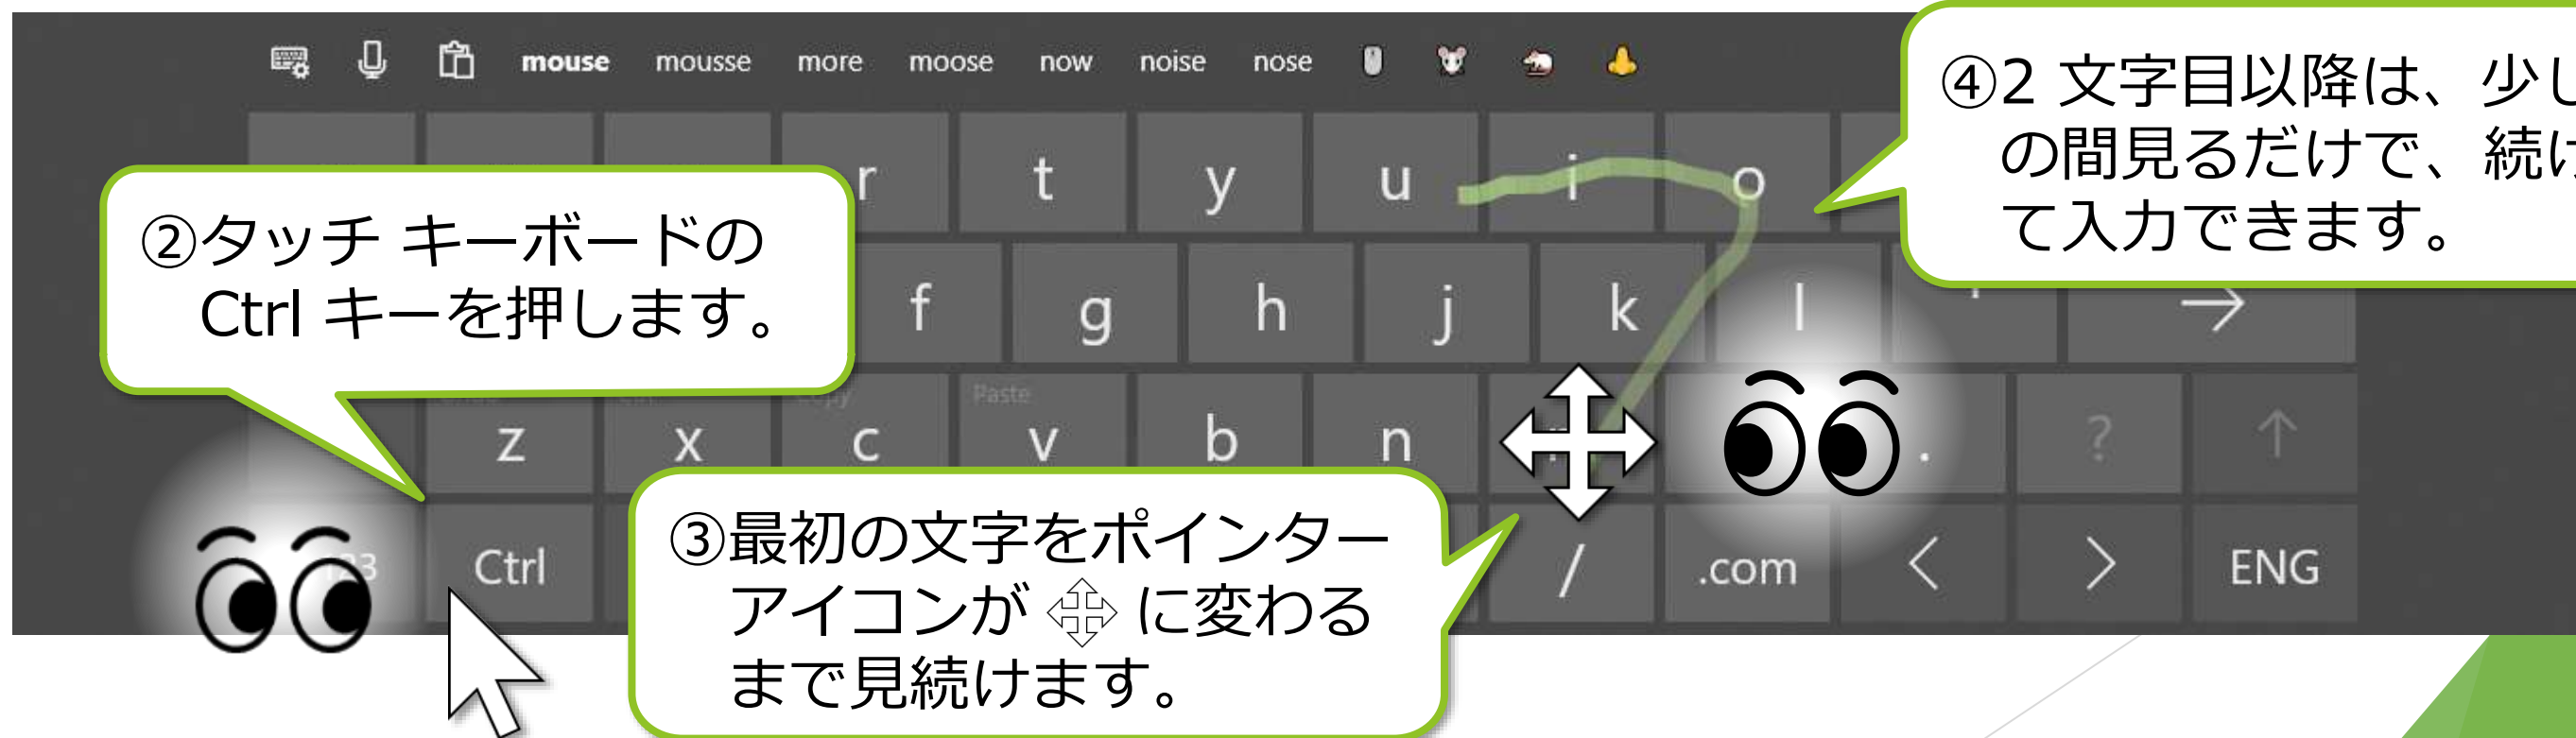 mouse mousse more moose now noise nose
④2 文字目以降は、少し
の間見るだけで、続け
て入力できます。
r t y u i o
②タッチ キーボードの
Ctrl キーを押します。
f g h j k l '
Paste
z x c v b n . ?
③最初の文字をポインター
アイコンが に変わる
まで見続けます。
Ctrl / .com < > ENG